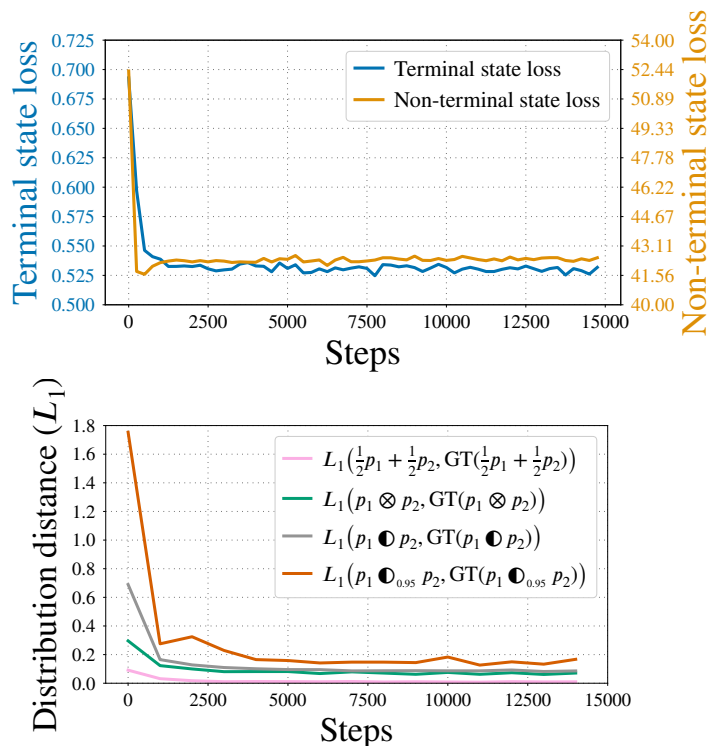 Terminal state loss
0.725
0.700
0.675
0.650
0.625
0.600
0.575
0.550
0.525
0.500
Terminal state loss
Non-terminal state loss
54.00
52.44
50.89
49.33
47.78
46.22
44.67
43.11
41.56
40.00
Non-terminal state loss
0 2500 5000 7500 10000 12500 15000
Steps
Distribution distance (L₁)
1.8
1.6
1.4
1.2
1.0
0.8
0.6
0.4
0.2
0.0
L₁(½p₁ + ½p₂, GT(½p₁ + ½p₂))
L₁(p₁ ⊗ p₂, GT(p₁ ⊗ p₂))
L₁(p₁ ◐ p₂, GT(p₁ ◐ p₂))
L₁(p₁ ◐₀.₉₅ p₂, GT(p₁ ◐₀.₉₅ p₂))
0 2500 5000 7500 10000 12500 15000
Steps